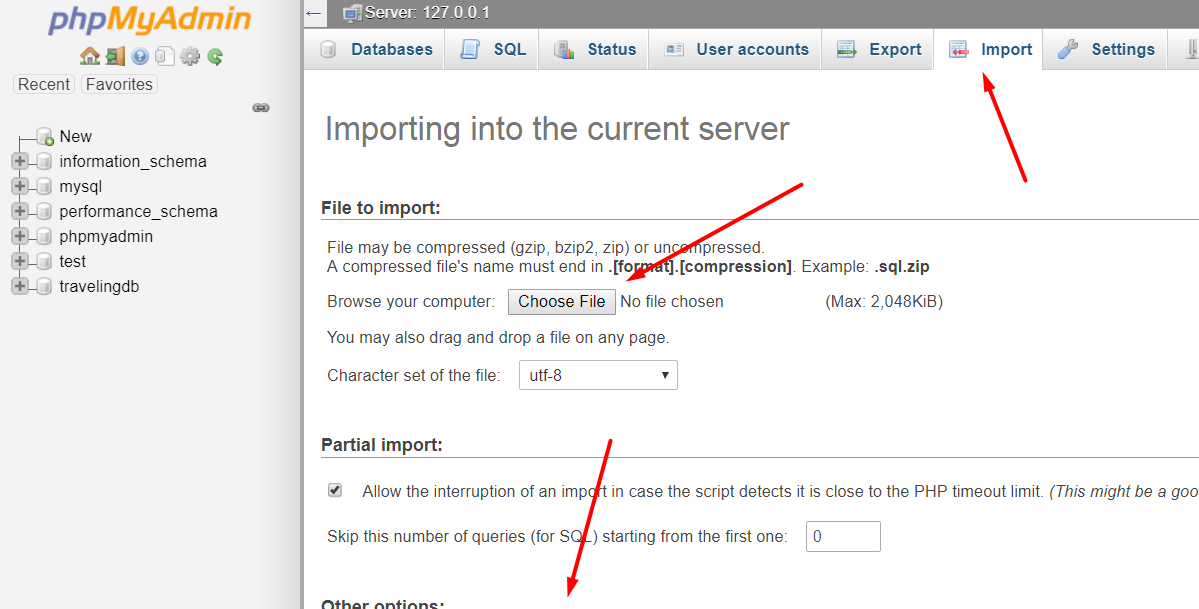 phpMyAdmin
Recent Favorites
New
information_schema
mysql
performance_schema
phpmyadmin
test
travelingdb
Server: 127.0.0.1
Databases SQL Status User accounts Export Import Settings
Importing into the current server
File to import:
File may be compressed (gzip, bzip2, zip) or uncompressed.
A compressed file's name must end in .[format].[compression]. Example: .sql.zip
Browse your computer: Choose File No file chosen (Max: 2,048KiB)
You may also drag and drop a file on any page.
Character set of the file: utf-8
Partial import:
Allow the interruption of an import in case the script detects it is close to the PHP timeout limit. (This might be a goo
Skip this number of queries (for SQL) starting from the first one: 0
Other options: